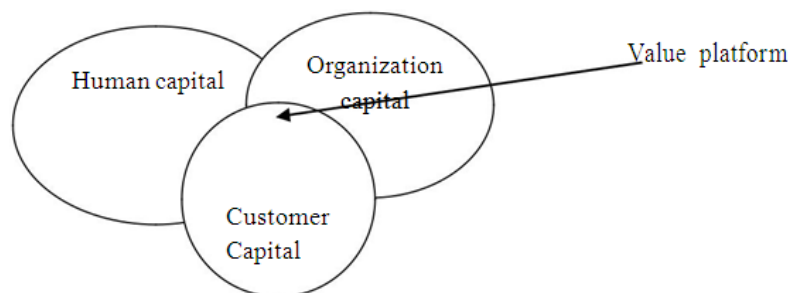 Human capital
Organization
capital
Value platform
Customer
Capital